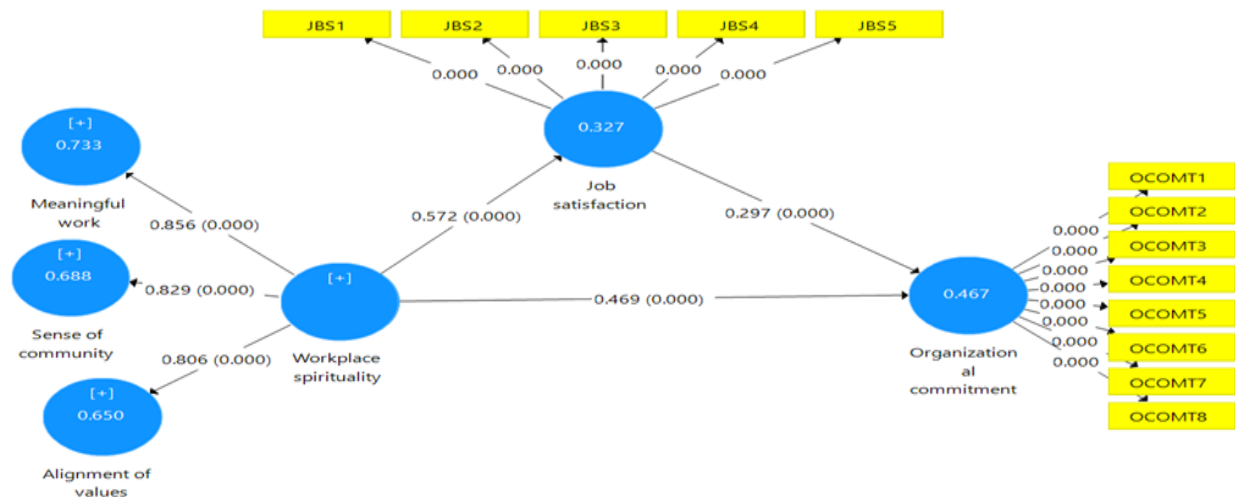 JBS1
JBS2
JBS3
JBS4
JBS5
0.000
0.000
0.000
0.000
0.000
0.327
Job
satisfaction
[+]
0.733
Meaningful
work
0.856 (0.000)
0.572 (0.000)
0.297 (0.000)
[+]
0.688
Sense of
community
0.829 (0.000)
[+]
Workplace
spirituality
0.469 (0.000)
0.806 (0.000)
[+]
0.650
Alignment of
values
0.467
Organization
al
commitment
0.000
0.000
0.000
0.000
0.000
0.000
0.000
0.000
OCOMT1
OCOMT2
OCOMT3
OCOMT4
OCOMT5
OCOMT6
OCOMT7
OCOMT8